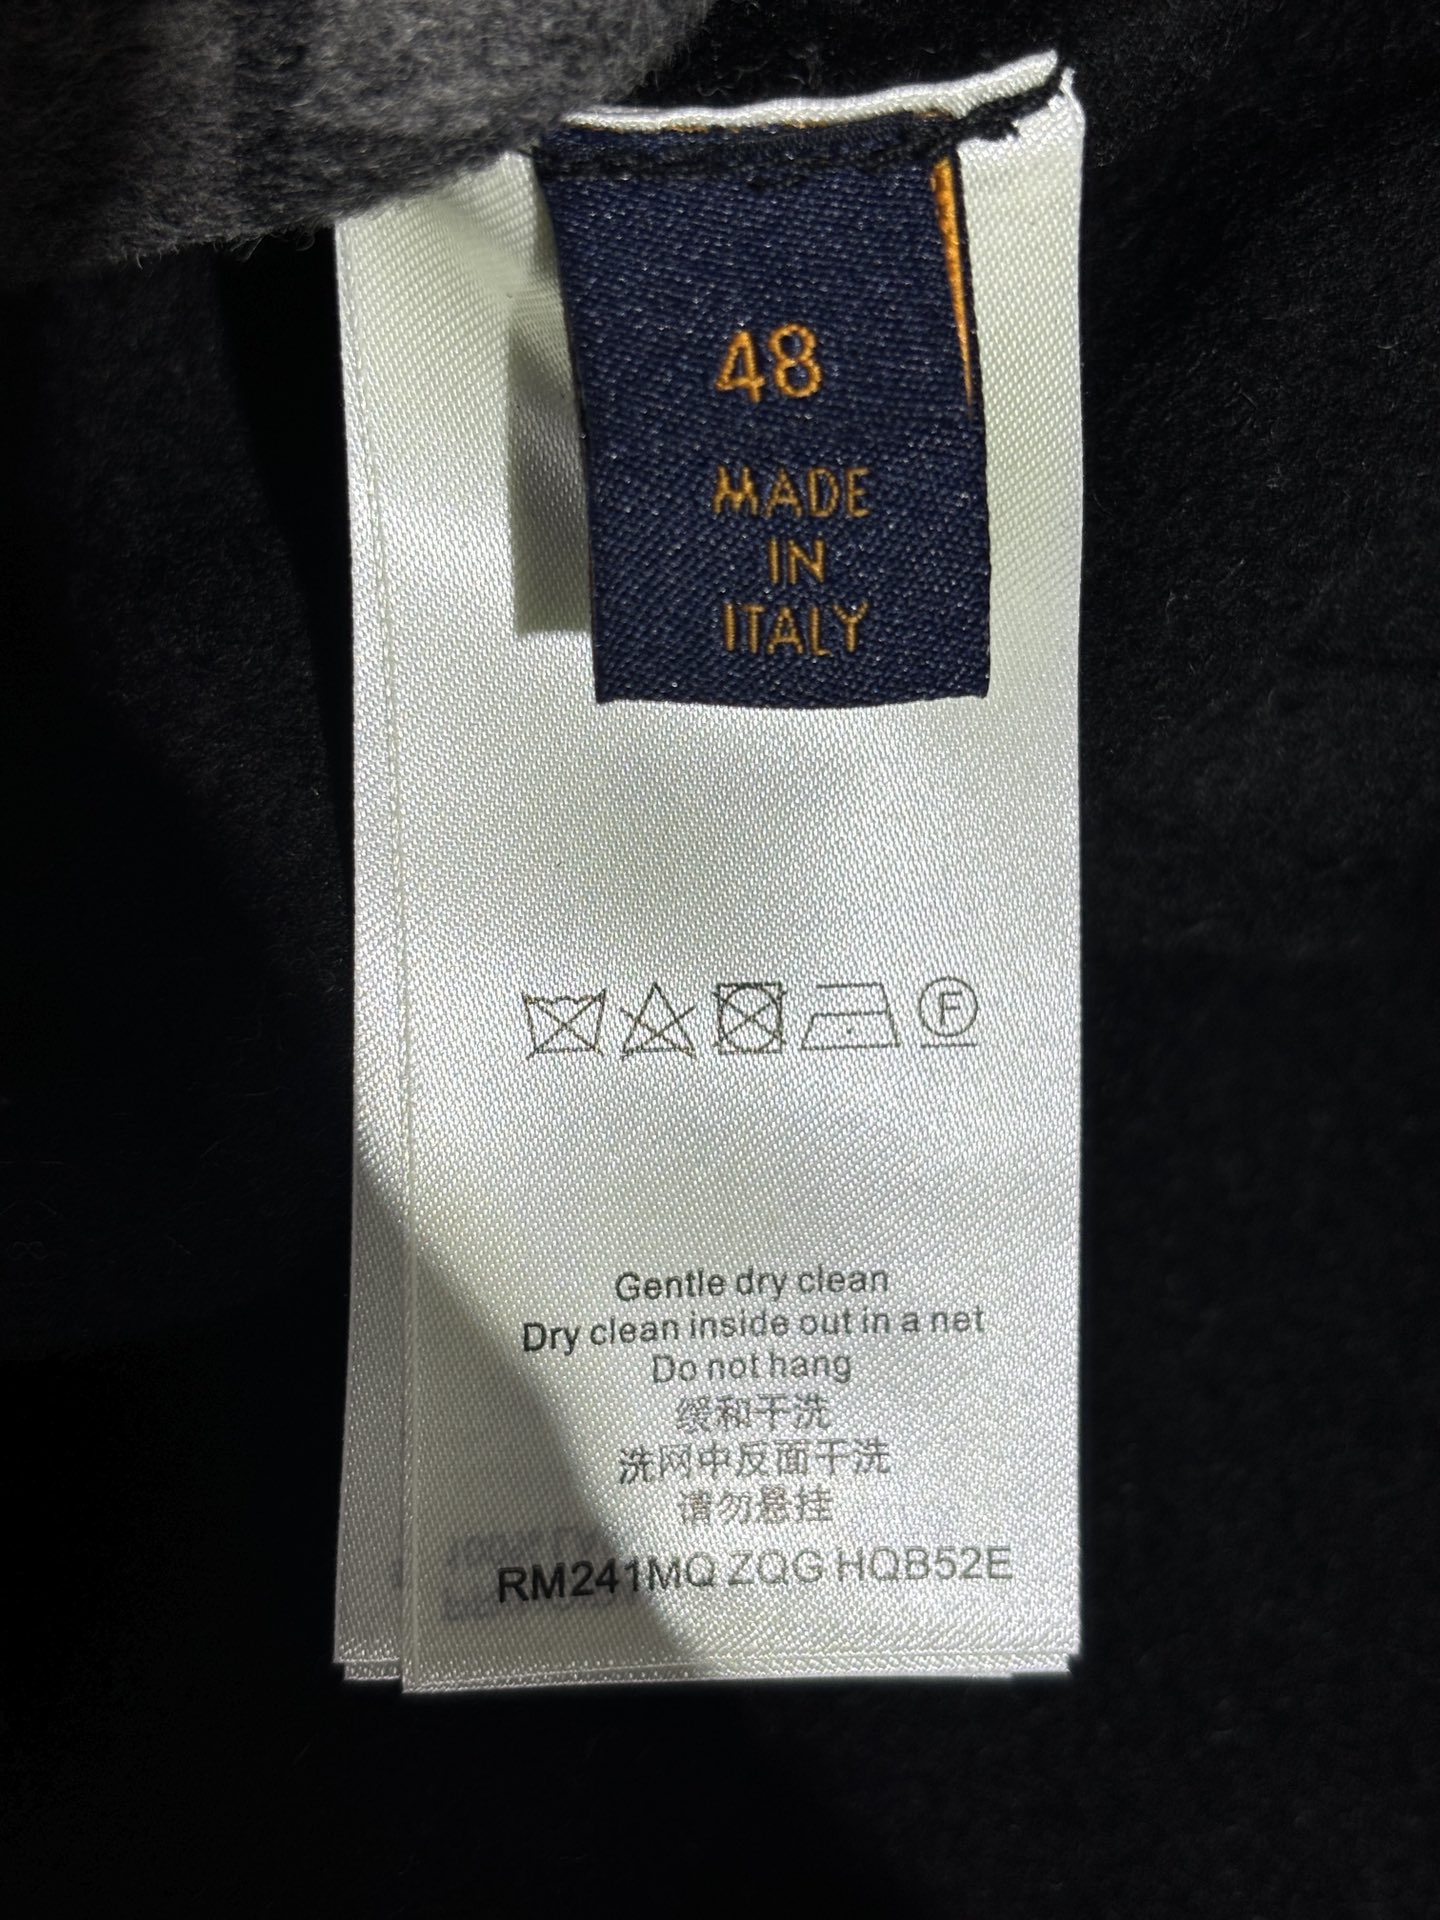 48
MADE
IN
ITALY
F
Gentle dry clean
Dry clean inside out in a net
Do not hang
缓和干洗
洗网中反面干洗
请勿悬挂
RM241MQ ZQG HQB52E